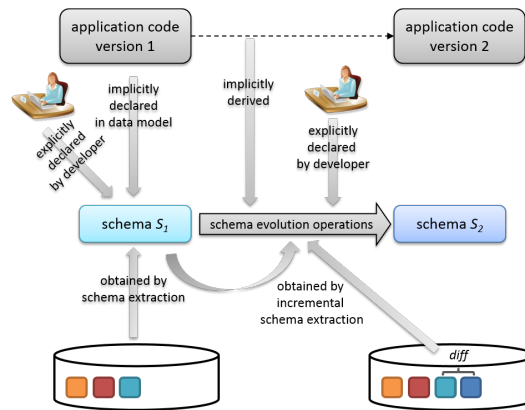 application code
version 1
application code
version 2
implicitly
declared
in data model
implicitly
derived
explicitly
declared
by developer
explicitly
declared
by developer
schema S1
schema evolution operations
schema S2
obtained by
schema extraction
obtained by
incremental
schema extraction
diff